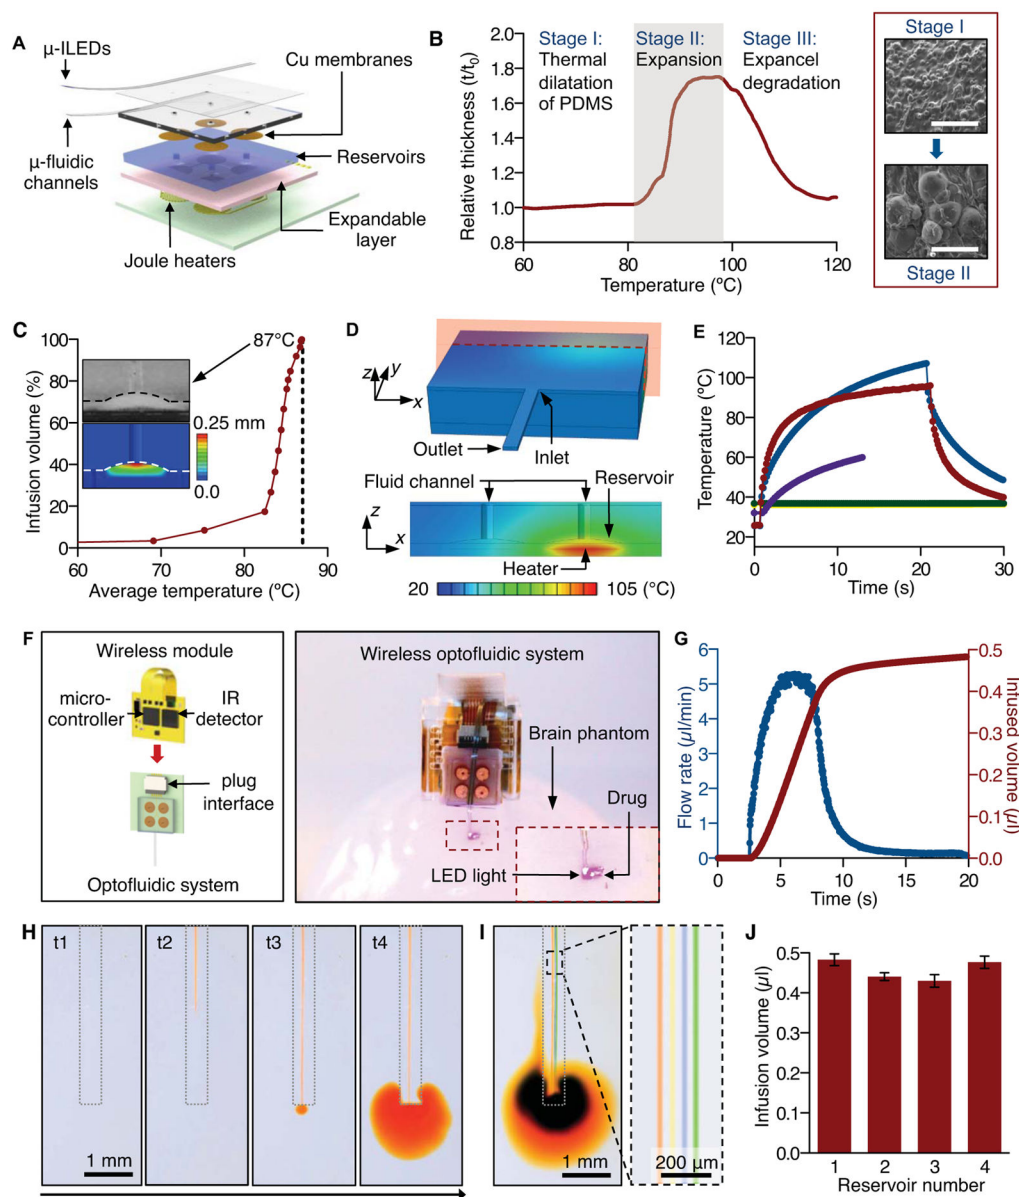 A
μ-ILEDs
Cu membranes
Reservoirs
μ-fluidic
channels
Expandable
layer
Joule heaters
B
Relative thickness (t/t0)
2.0
1.8
1.6
1.4
1.2
1.0
0.8
Stage I:
Thermal
dilatation
of PDMS
Stage II:
Expansion
Stage III:
Expancel
degradation
60
80
100
120
Temperature (ºC)
Stage I
Stage II
C
Infusion volume (%)
100
80
60
40
20
0
87°C
0.25 mm
0.0
60
70
80
90
Average temperature (ºC)
D
z
y
x
Outlet
Inlet
Fluid channel
Reservoir
z
x
Heater
20
105 (°C)
E
Temperature (ºC)
120
100
80
60
40
20
0
10
20
30
Time (s)
F
Wireless module
micro-
controller
IR
detector
plug
interface
Optofluidic system
Wireless optofluidic system
Brain phantom
Drug
LED light
G
Flow rate (μl/min)
6
5
4
3
2
1
0
0.5
0.4
0.3
0.2
0.1
0.0
Infused volume (μl)
0
5
10
15
20
Time (s)
H
t1
t2
t3
t4
1 mm
I
1 mm
200 μm
J
Infusion volume (μl)
0.5
0.4
0.3
0.2
0.1
0.0
1
2
3
4
Reservoir number